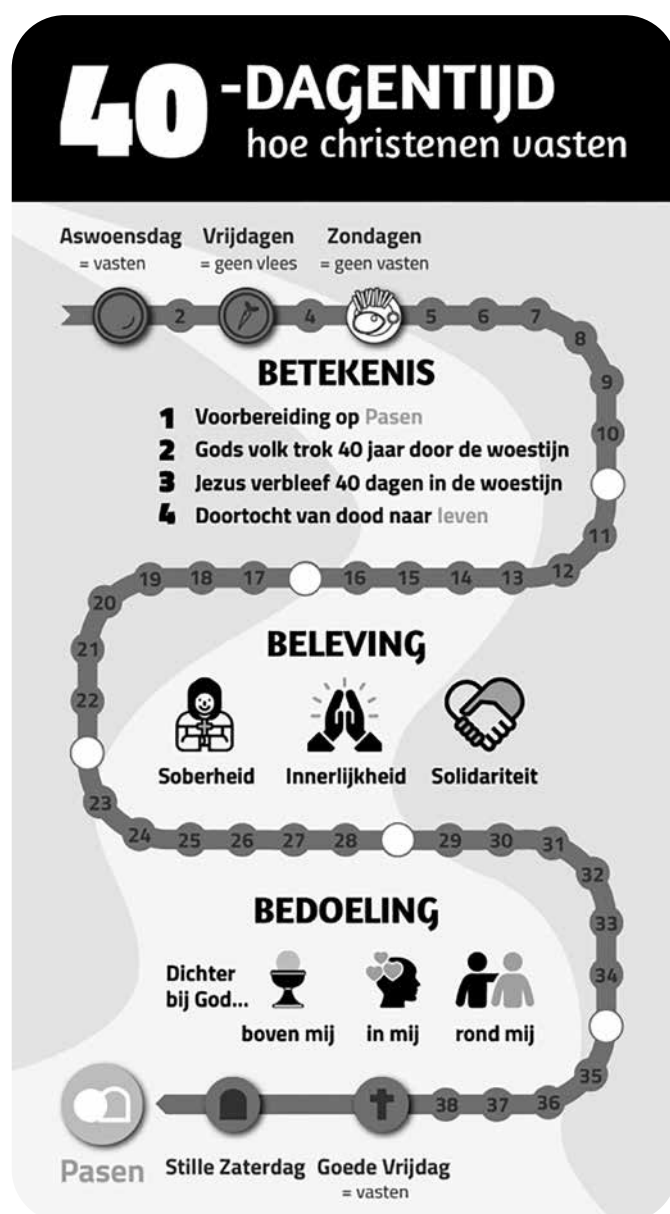 40-DAGENTIJD
hoe christenen vasten
Aswoensdag Vrijdagen Zondagen
= vasten = geen vlees = geen vasten
2 4 5 6 7
8
9
BETEKENIS
1 Voorbereiding op Pasen
10
2 Gods volk trok 40 jaar door de woestijn
3 Jezus verbleef 40 dagen in de woestijn
4 Doortocht van dood naar leven
11
19 18 17 16 15 14 13 12
20
21
BELEVING
22
Soberheid Innerlijkheid Solidariteit
23
24 25 26 27 28 29 30 31
32
33
BEDOELING
34
Dichter
bij God...
boven mij in mij rond mij
35
38 37 36
Pasen Stille Zaterdag Goede Vrijdag
= vasten